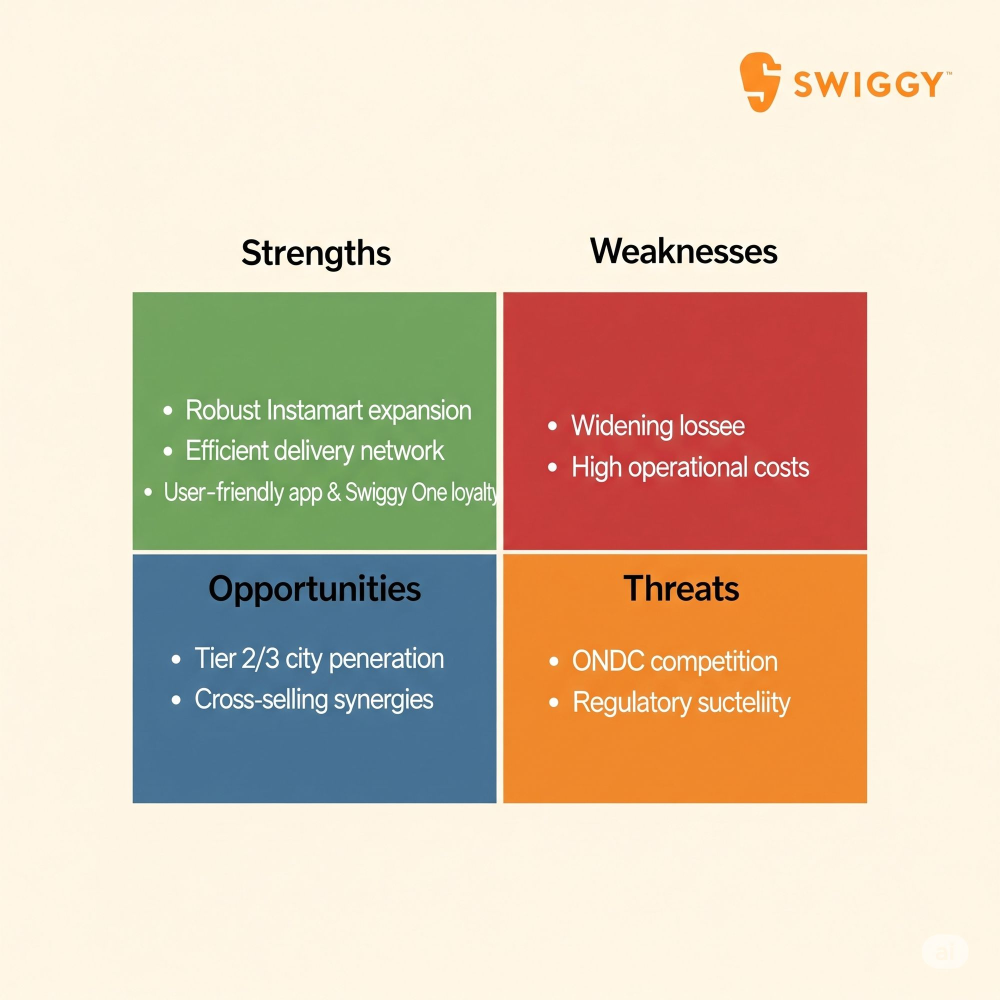 SWIGGY™
Strengths
Weaknesses
• Robust Instamart expansion
• Efficient delivery network
• User-friendly app & Swiggy One loyalty
• Widening lossee
• High operational costs
Opportunities
Threats
• Tier 2/3 city peneration
• Cross-selling synergies
• ONDC competition
• Regulatory sucteliity
ai